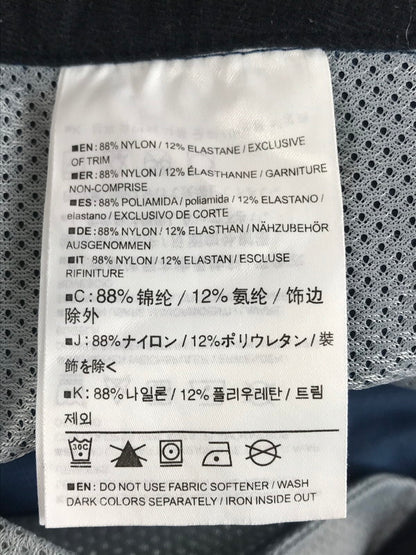 ■EN: 88% NYLON / 12% ELASTANE / EXCLUSIVE
OF TRIM
■ER: 88% NYLON / 12% ÉLASTHANNE / GARNITURE
NON-COMPRISE
■ES: 88% POLIAMIDA / poliamida / 12% ELASTANO /
elastano / EXCLUSIVO DE CORTE
■DE: 88% NYLON / 12% ELASTHAN / NÄHZUBEHÖR
AUSGENOMMEN
■IT 88% NYLON / 12% ELASTAN / ESCLUSE
RIFINITURE
■C: 88% 锦纶 / 12% 氨纶 / 饰边
除外
■J: 88%ナイロン / 12%ポリウレタン / 装
飾を除く
■K: 88%나일론 / 12% 폴리우레탄 / 트림
제외
30C
■EN: DO NOT USE FABRIC SOFTENER / WASH
DARK COLORS SEPARATELY / IRON INSIDE OUT